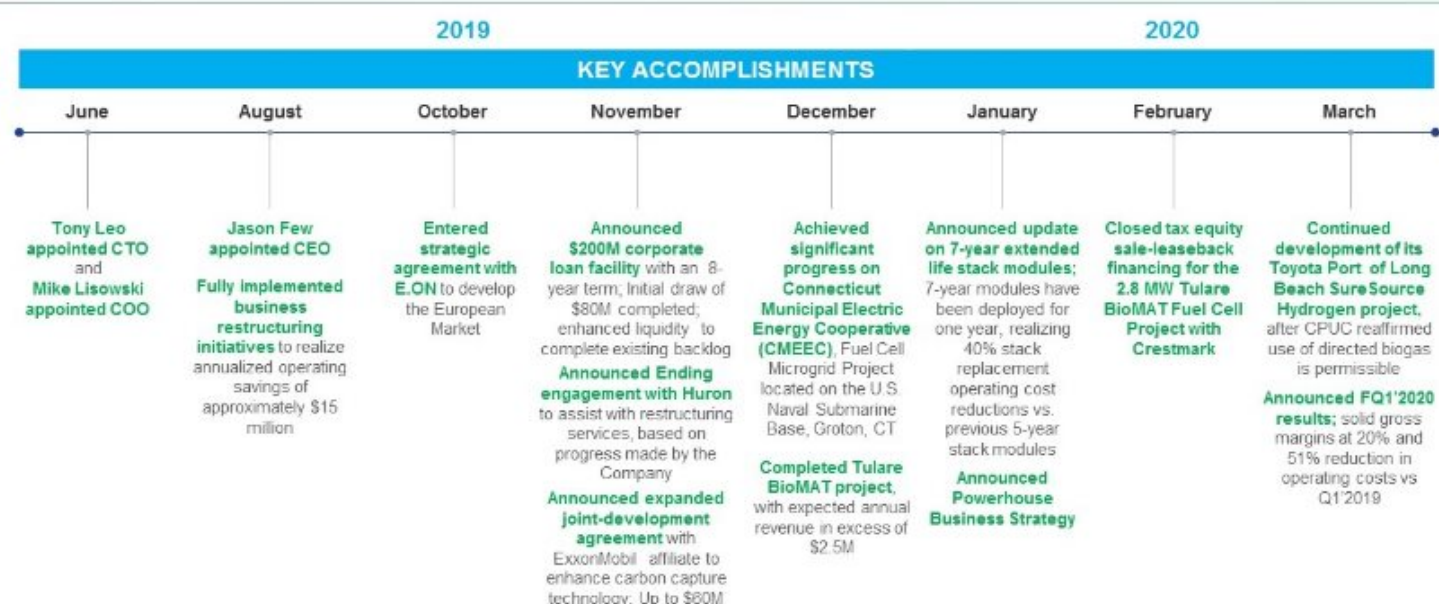 2019
2020
KEY ACCOMPLISHMENTS
June
August
October
November
December
January
February
March
Tony Leo
appointed CTO
and
Mike Lisowski
appointed COO
Jason Few
appointed CEO
Fully implemented
business
restructuring
initiatives to realize
annualized operating
savings of
approximately $15
million
Entered
strategic
agreement with
E.ON to develop
the European
Market
Announced
$200M corporate
loan facility with an 8-
year term; Initial draw of
$80M completed;
enhanced liquidity to
complete existing backlog
Announced Ending
engagement with Huron
to assist with restructuring
services, based on
progress made by the
Company
Announced expanded
joint-development
agreement with
ExxonMobil affiliate to
enhance carbon capture
technology; Up to $60M
Achieved
significant
progress on
Connecticut
Municipal Electric
Energy Cooperative
(CMEEC), Fuel Cell
Microgrid Project
located on the U.S.
Naval Submarine
Base, Groton, CT
Completed Tulare
BioMAT project,
with expected annual
revenue in excess of
$2.5M
Announced update
on 7-year extended
life stack modules;
7-year modules have
been deployed for
one year, realizing
40% stack
replacement
operating cost
reductions vs.
previous 5-year
stack modules
Announced
Powerhouse
Business Strategy
Closed tax equity
sale-leaseback
financing for the
2.8 MW Tulare
BioMAT Fuel Cell
Project with
Crestmark
Continued
development of its
Toyota Port of Long
Beach SureSource
Hydrogen project,
after CPUC reaffirmed
use of directed biogas
is permissible
Announced FQ1'2020
results; solid gross
margins at 20% and
51% reduction in
operating costs vs
Q1'2019